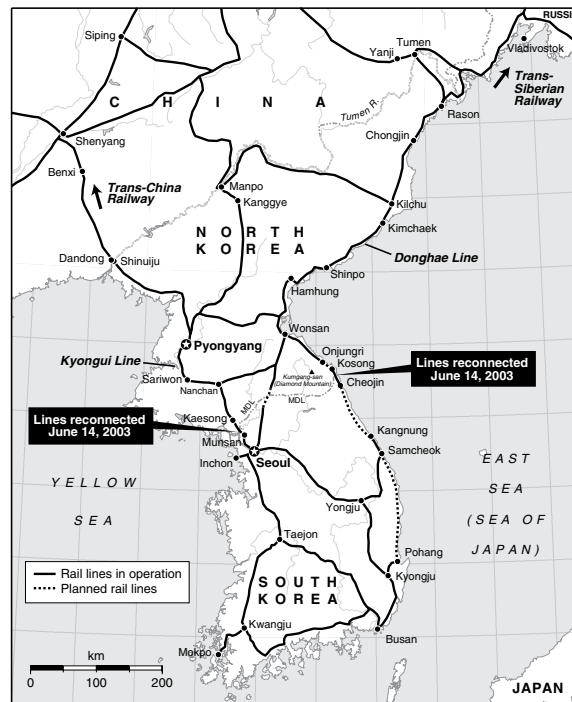 RUSSI
Siping
Tumen
Yanji
Vladivostok
Trans-
Siberian
Railway
C H I N A
Tumen R.
Rason
Shenyang
Chongjin
Benxi
Trans-China
Railway
Manpo
Kanggye
Kilchu
Kimchaek
N O R T H
K O R E A
Donghae Line
Dandong
Shinuiju
Shinpo
Hamhung
Wonsan
Pyongyang
Onjungri
Kosong
Lines reconnected
June 14, 2003
Kyongui Line
Kumgang-san
(Diamond Mountain)
Cheojin
Sariwon
Nanchan
MDL
MDL
Kaesong
Lines reconnected
June 14, 2003
Munsan
Kangnung
Samcheok
Inchon
Seoul
E A S T
S E A
( S E A O F
J A P A N )
Y E L L O W
S E A
Yongju
Taejon
Pohang
Kyongju
Rail lines in operation
Planned rail lines
S O U T H
K O R E A
Kwangju
Busan
Mokpo
km
0 100 200
JAPAN